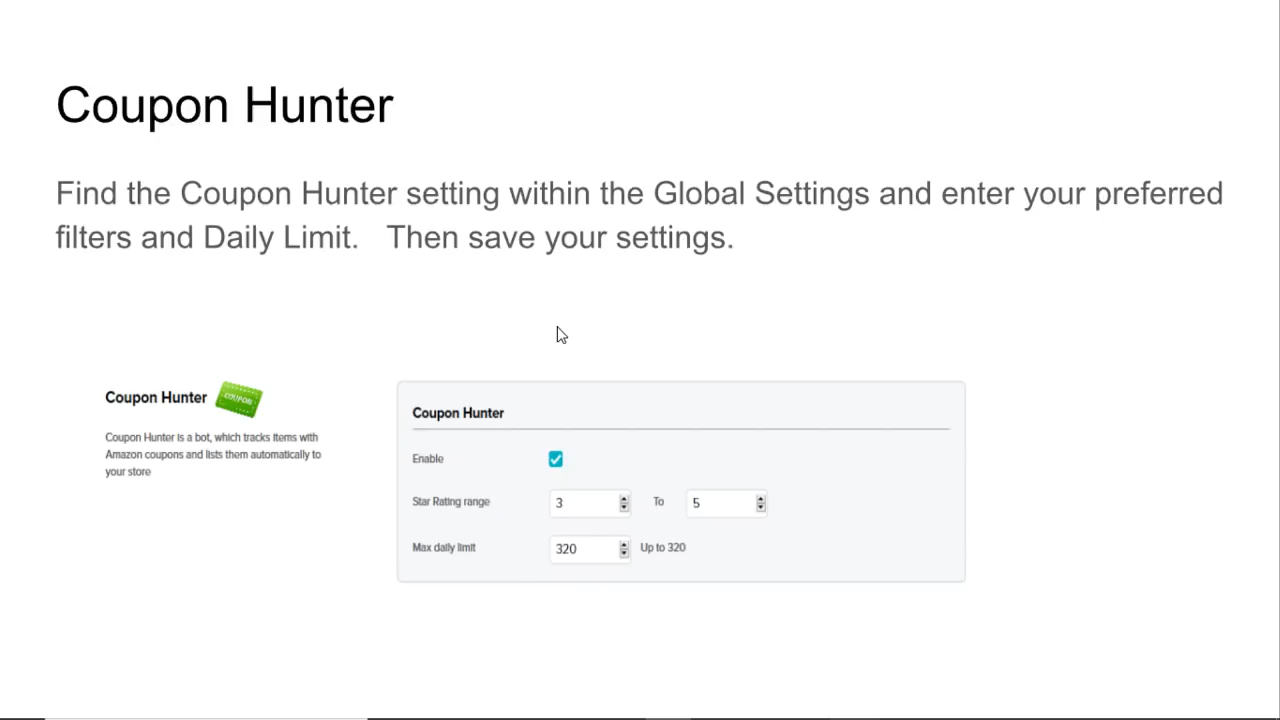 Coupon Hunter
Find the Coupon Hunter setting within the Global Settings and enter your preferred
filters and Daily Limit. Then save your settings.
Coupon Hunter COUPON
Coupon Hunter is a bot, which tracks items with
Amazon coupons and lists them automatically to
your store
Coupon Hunter
Enable
Star Rating range 3 To 5
Max daily limit 320 Up to 320